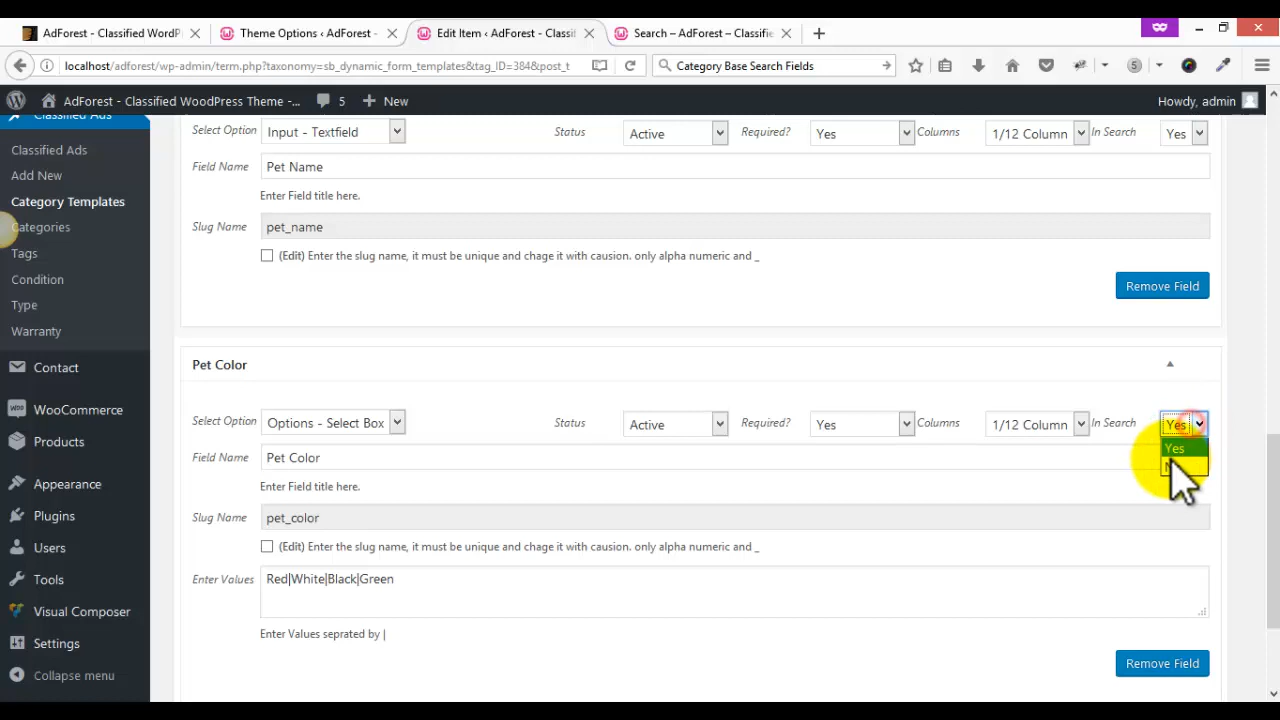 AdForest - Classified WordP
Theme Options ‹ AdForest -
Edit Item ‹ AdForest - Classif
Search – AdForest – Classifie
localhost/adforest/wp-admin/term.php?taxonomy=sb_dynamic_form_templates&tag_ID=384&post_t
Category Base Search Fields
AdForest - Classified WoodPress Theme -...
5
New
Howdy, admin
Classified Ads
Classified Ads
Add New
Category Templates
Categories
Tags
Condition
Type
Warranty
Contact
WooCommerce
Products
Appearance
Plugins
Users
Tools
Visual Composer
Settings
Collapse menu
Select Option Input - Textfield Status Active Required? Yes Columns 1/12 Column In Search Yes
Field Name Pet Name
Enter Field title here.
Slug Name pet_name
(Edit) Enter the slug name, it must be unique and chage it with causion. only alpha numeric and _
Remove Field
Pet Color
Select Option Options - Select Box Status Active Required? Yes Columns 1/12 Column In Search Yes
Yes
Field Name Pet Color
Enter Field title here.
Slug Name pet_color
(Edit) Enter the slug name, it must be unique and chage it with causion. only alpha numeric and _
Enter Values Red|White|Black|Green
Enter Values seprated by |
Remove Field